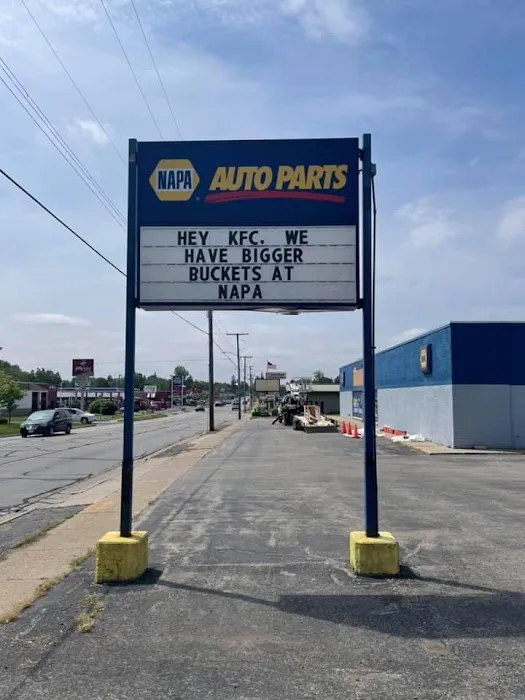 NAPA AUTO PARTS
HEY KFC. WE
HAVE BIGGER
BUCKETS AT
NAPA